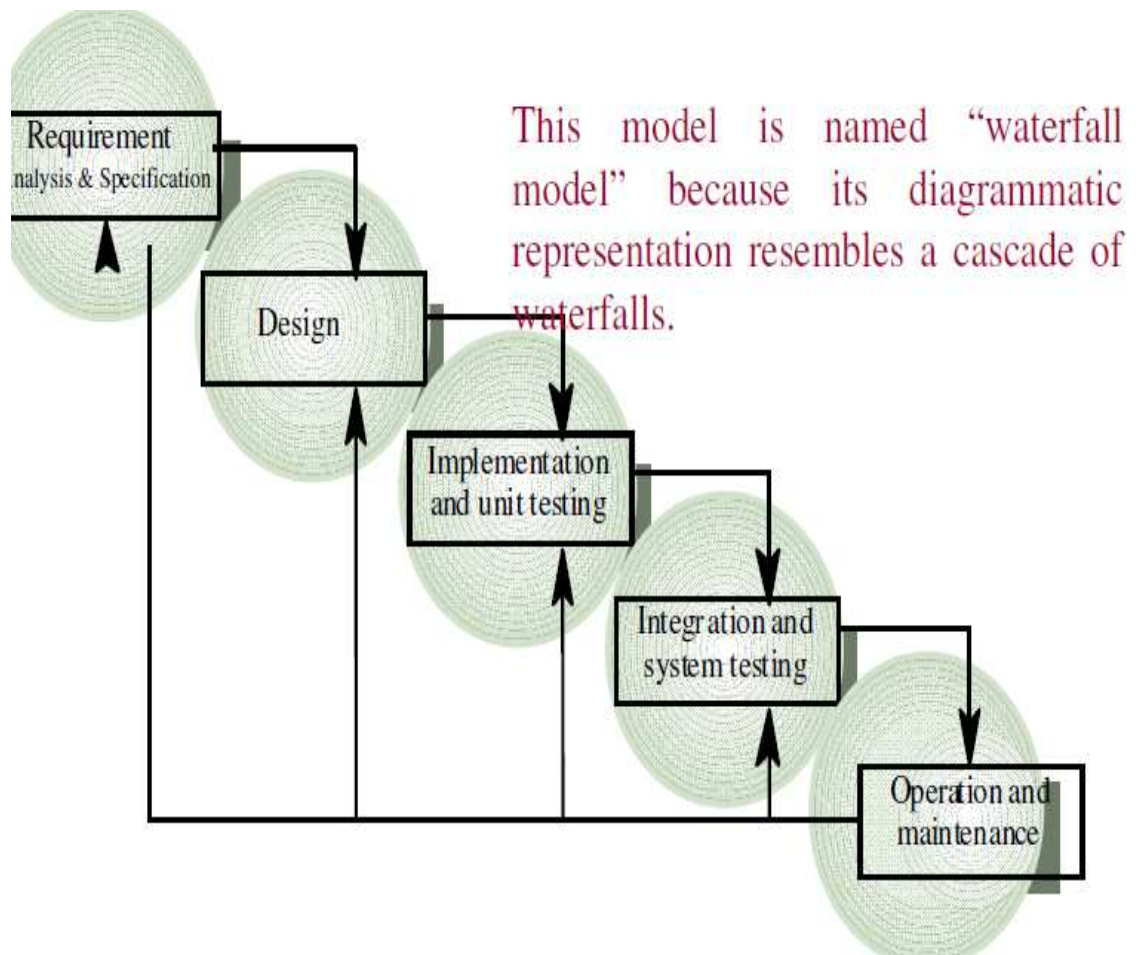 Requirement
nalysis & Specification
This model is named “waterfall
model” because its diagrammatic
representation resembles a cascade of
waterfalls.
Design
Implementation
and unit testing
Integration and
system testing
Operation and
maintenance